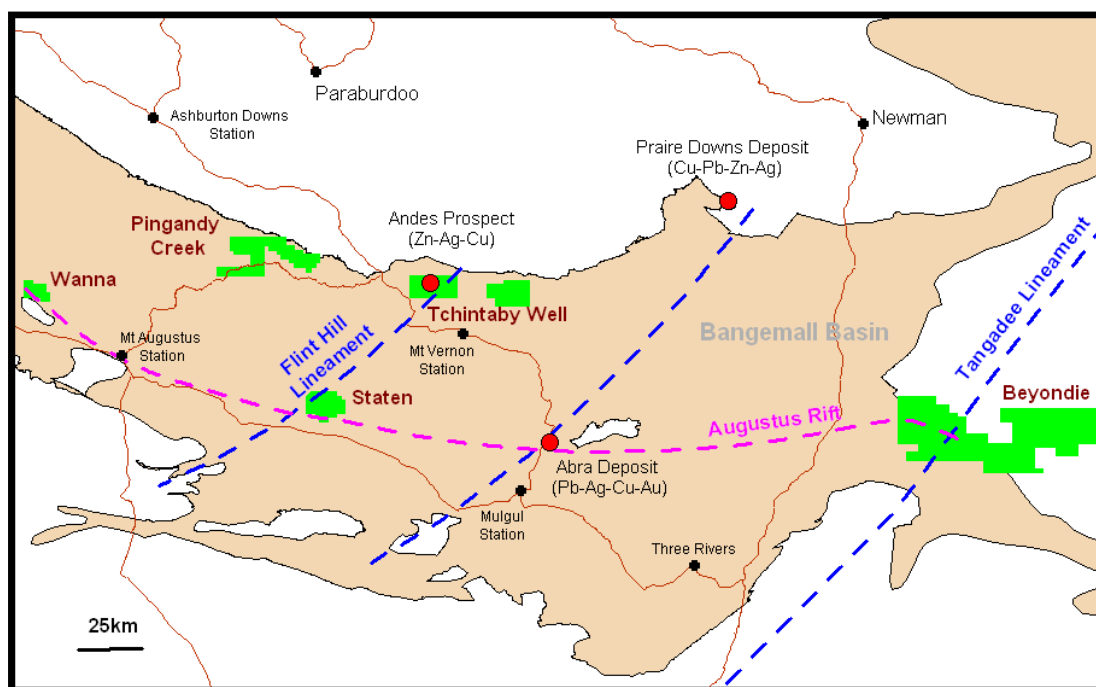 Paraburdoo
Ashburton Downs
Station
Newman
Praire Downs Deposit
(Cu-Pb-Zn-Ag)
Andes Prospect
(Zn-Ag-Cu)
Pingandy
Creek
Wanna
Tchintaby Well
Mt Vernon
Station
Bangemall Basin
Tangadee Lineament
Mt Augustus
Station
Flint Hill
Lineament
Staten
Beyondie
Augustus Rift
Abra Deposit
(Pb-Ag-Cu-Au)
Mulgul
Station
Three Rivers
25km